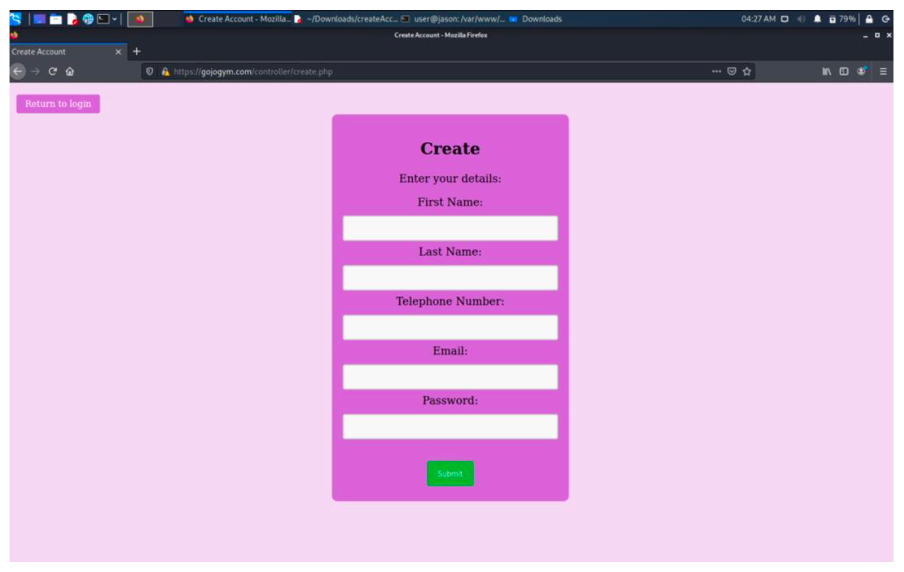 Create Account - Mozilla... ~/Downloads/createAcc... user@jason: /var/www/... Downloads 04:27 AM 79%
Create Account - Mozilla Firefox
Create Account
https://gojogym.com/controller/create.php
Return to login
Create
Enter your details:
First Name:
Last Name:
Telephone Number:
Email:
Password:
Submit